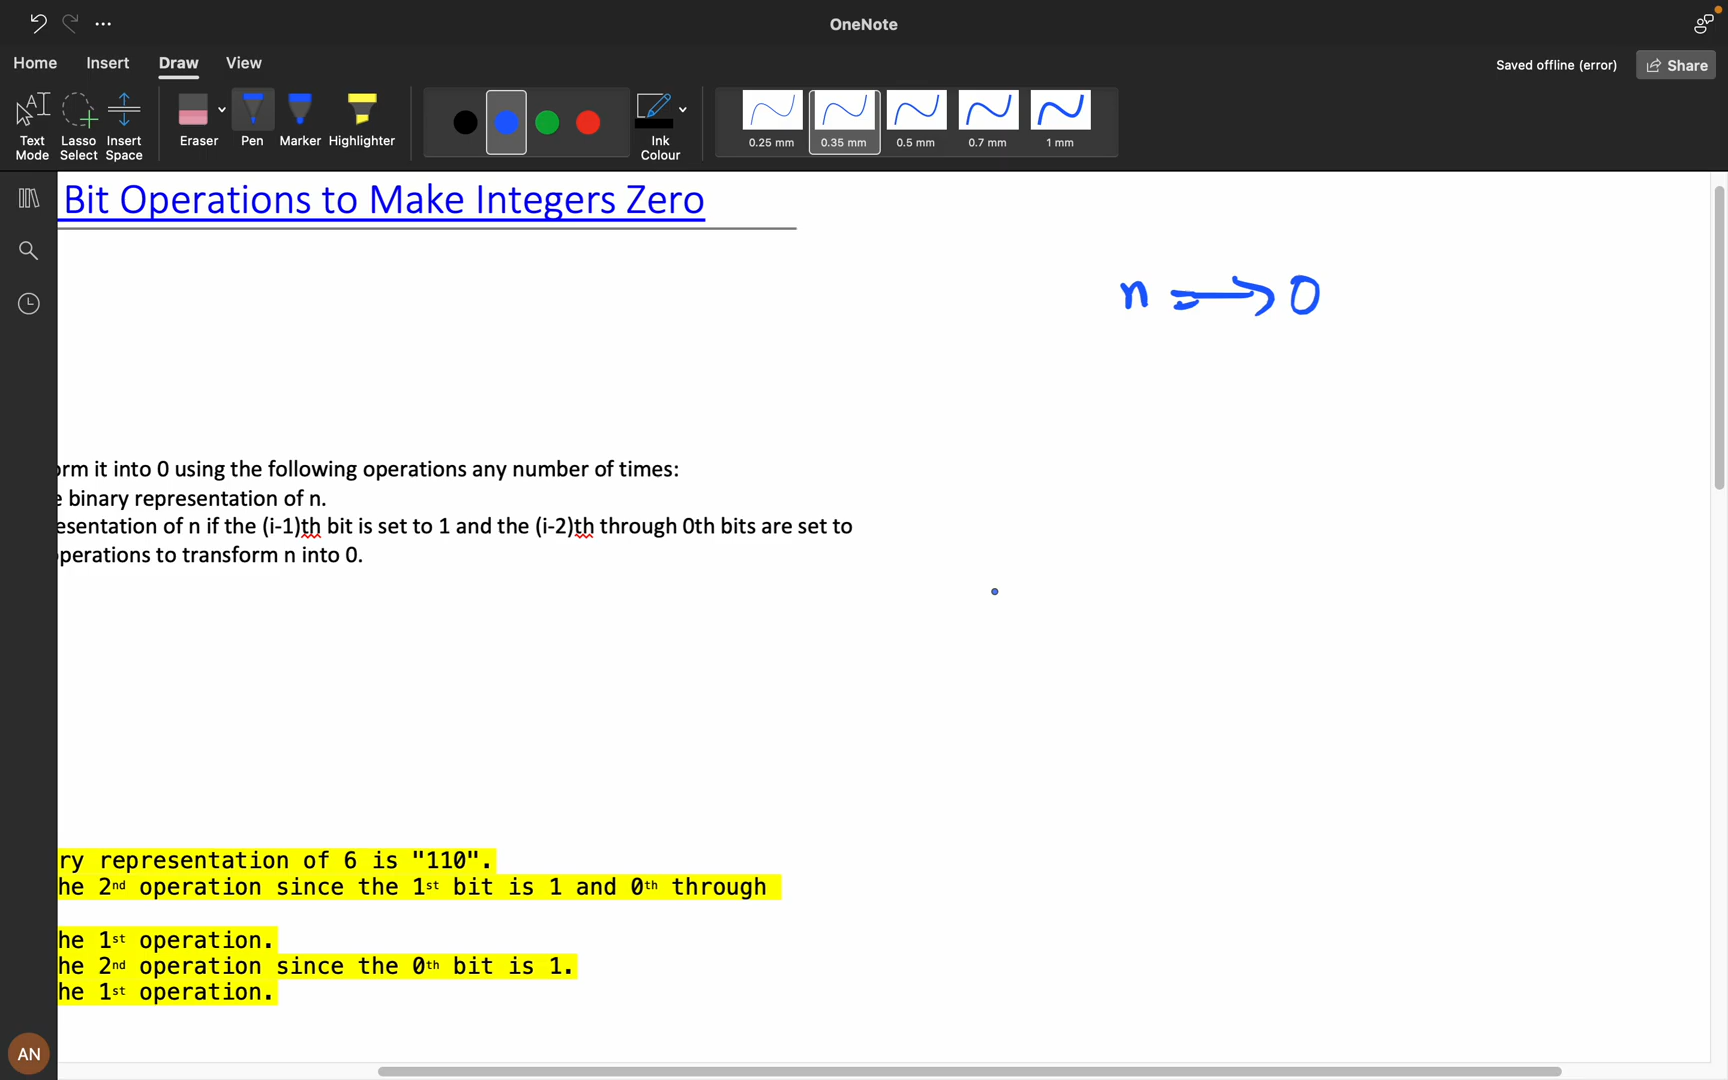 OneNote
Home Insert Draw View
Saved offline (error) Share
Text Mode
Lasso Select
Insert Space
Eraser
Pen
Marker
Highlighter
Ink Colour
0.25 mm
0.35 mm
0.5 mm
0.7 mm
1 mm
Bit Operations to Make Integers Zero
n → 0
orm it into 0 using the following operations any number of times:
e binary representation of n.
esentation of n if the (i-1)th bit is set to 1 and the (i-2)th through 0th bits are set to
perations to transform n into 0.
ry representation of 6 is "110".
he 2nd operation since the 1st bit is 1 and 0th through
he 1st operation.
he 2nd operation since the 0th bit is 1.
he 1st operation.
AN